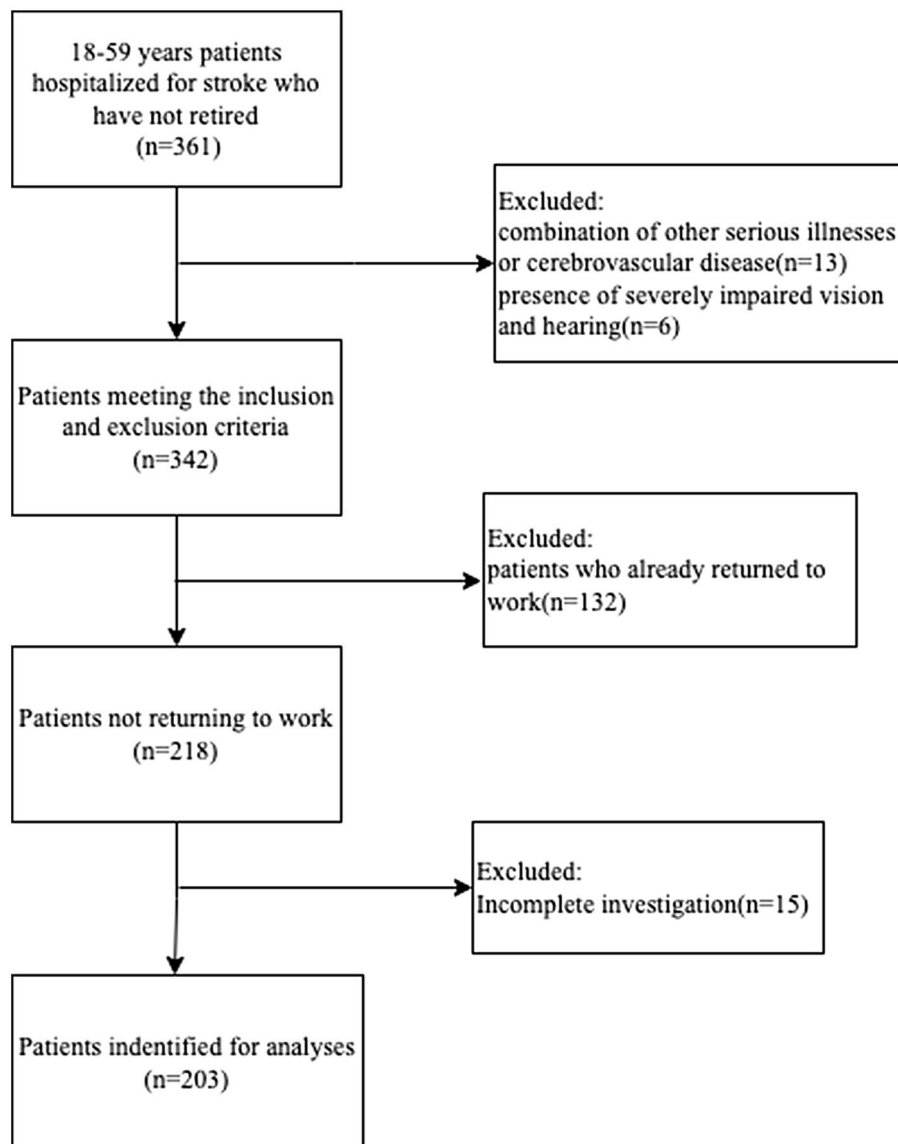 18-59 years patients
hospitalized for stroke who
have not retired
(n=361)
Excluded:
combination of other serious illnesses
or cerebrovascular disease(n=13)
presence of severely impaired vision
and hearing(n=6)
Patients meeting the inclusion
and exclusion criteria
(n=342)
Excluded:
patients who already returned to
work(n=132)
Patients not returning to work
(n=218)
Excluded:
Incomplete investigation(n=15)
Patients indentified for analyses
(n=203)